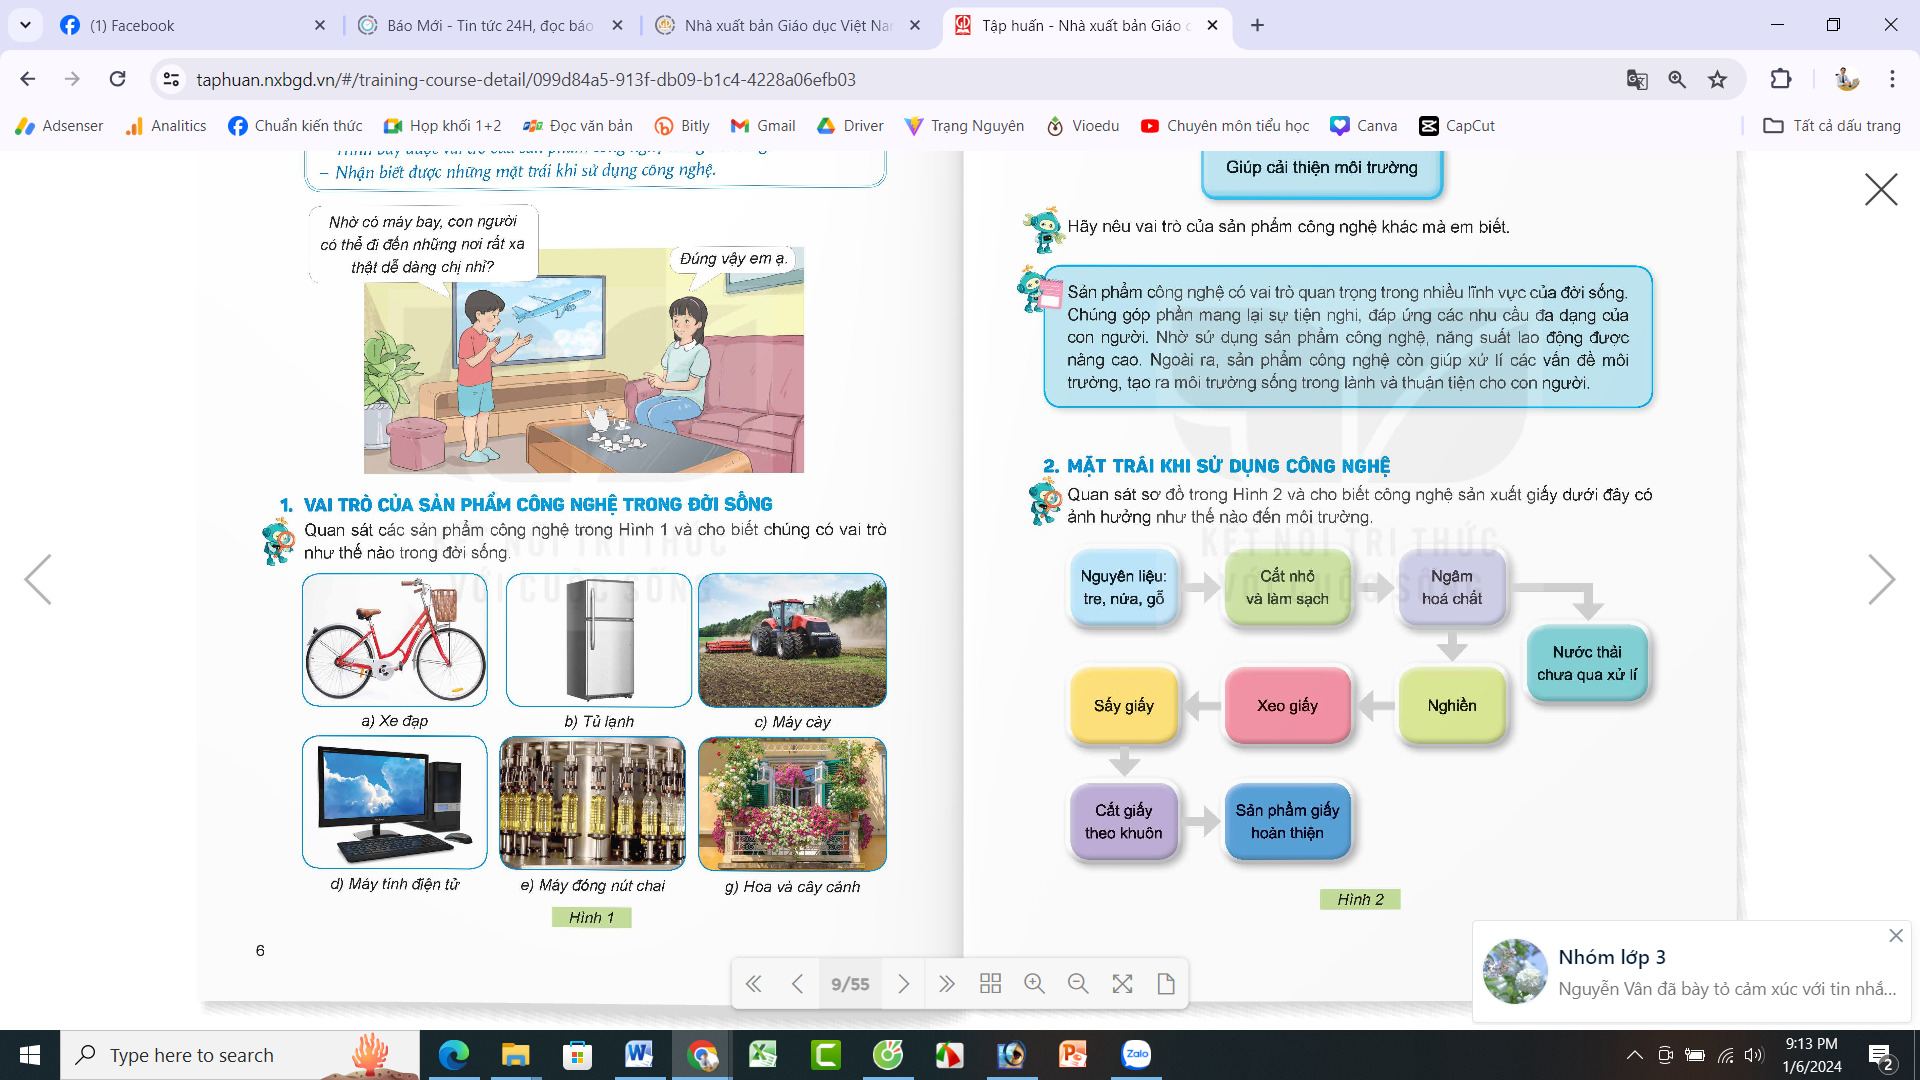 (1) Facebook
Báo Mới - Tin tức 24H, đọc báo
Nhà xuất bản Giáo dục Việt Nar
Tập huấn - Nhà xuất bản Giáo c
taphuan.nxbgd.vn/#/training-course-detail/099d84a5-913f-db09-b1c4-4228a06efb03
Adsenser
Analitics
Chuẩn kiến thức
Họp khối 1+2
Đọc văn bản
Bitly
Gmail
Driver
Trạng Nguyên
Vioedu
Chuyên môn tiểu học
Canva
CapCut
Tất cả dấu trang
– Nhận biết được những mặt trái khi sử dụng công nghệ.
Nhờ có máy bay, con người
có thể đi đến những nơi rất xa
thật dễ dàng chị nhỉ?
Đúng vậy em ạ.
1. VAI TRÒ CỦA SẢN PHẨM CÔNG NGHỆ TRONG ĐỜI SỐNG
Quan sát các sản phẩm công nghệ trong Hình 1 và cho biết chúng có vai trò
như thế nào trong đời sống.
a) Xe đạp
b) Tủ lạnh
c) Máy cày
d) Máy tính điện tử
e) Máy đóng nút chai
g) Hoa và cây cảnh
Hình 1
6
Giúp cải thiện môi trường
Hãy nêu vai trò của sản phẩm công nghệ khác mà em biết.
Sản phẩm công nghệ có vai trò quan trọng trong nhiều lĩnh vực của đời sống.
Chúng góp phần mang lại sự tiện nghi, đáp ứng các nhu cầu đa dạng của
con người. Nhờ sử dụng sản phẩm công nghệ, năng suất lao động được
nâng cao. Ngoài ra, sản phẩm công nghệ còn giúp xử lí các vấn đề môi
trường, tạo ra môi trường sống trong lành và thuận tiện cho con người.
2. MẶT TRÁI KHI SỬ DỤNG CÔNG NGHỆ
Quan sát sơ đồ trong Hình 2 và cho biết công nghệ sản xuất giấy dưới đây có
ảnh hưởng như thế nào đến môi trường.
KẾT NỐI TRI THỨC
VỚI CUỘC SỐNG
Nguyên liệu:
tre, nứa, gỗ
Cắt nhỏ
và làm sạch
Ngâm
hoá chất
Nước thải
chưa qua xử lí
Sấy giấy
Xeo giấy
Nghiền
Cắt giấy
theo khuôn
Sản phẩm giấy
hoàn thiện
Hình 2
9/55
Nhóm lớp 3
Nguyễn Vân đã bày tỏ cảm xúc với tin nhắ...
Type here to search
Zalo
9:13 PM
1/6/2024
2